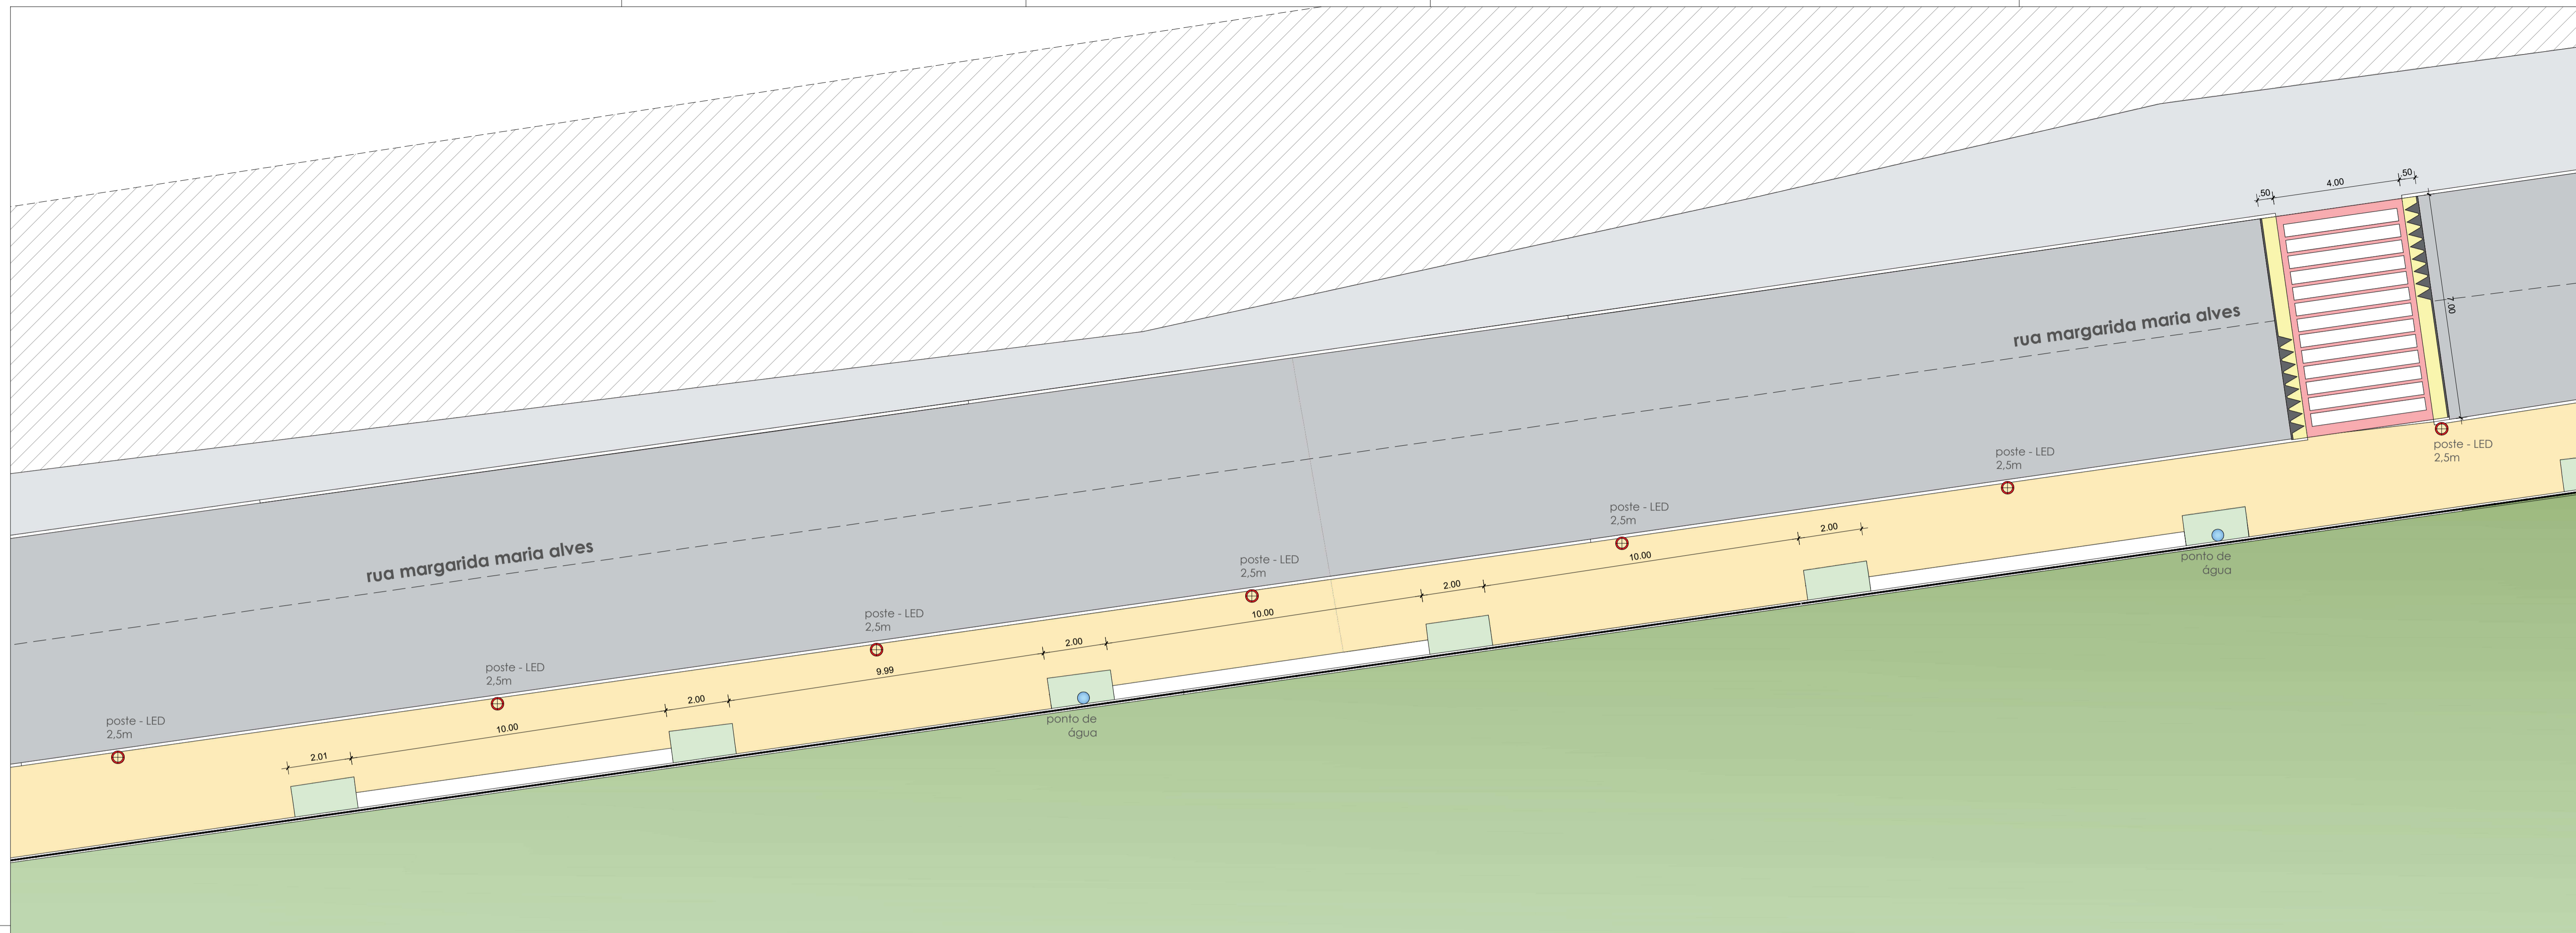 .50
4.00
.50
7.00
rua margarida maria alves
poste - LED
2,5m
poste - LED
2,5m
poste - LED
2,5m
2.00
10.00
ponto de
água
rua margarida maria alves
poste - LED
2,5m
2.00
10.00
poste - LED
2,5m
2.00
9.99
ponto de
água
poste - LED
2,5m
2.00
10.00
poste - LED
2,5m
2.01